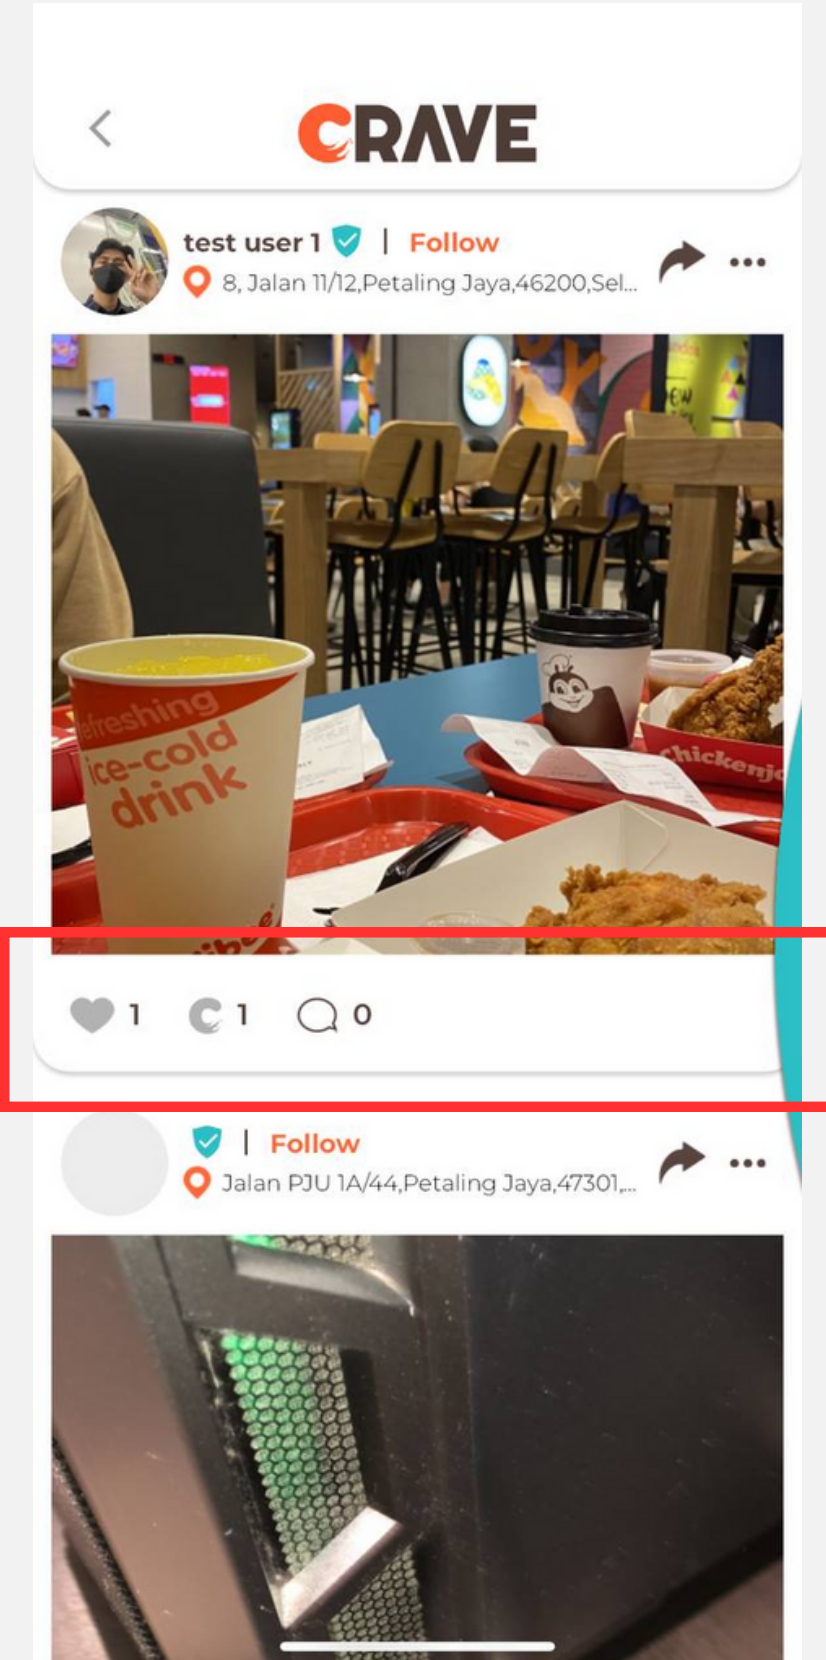 CRAVE
test user 1 | Follow
8, Jalan 11/12,Petaling Jaya,46200,Sel...
refreshing
ice-cold
drink
Chickenjo
1 1 0
| Follow
Jalan PJU 1A/44,Petaling Jaya,47301,...